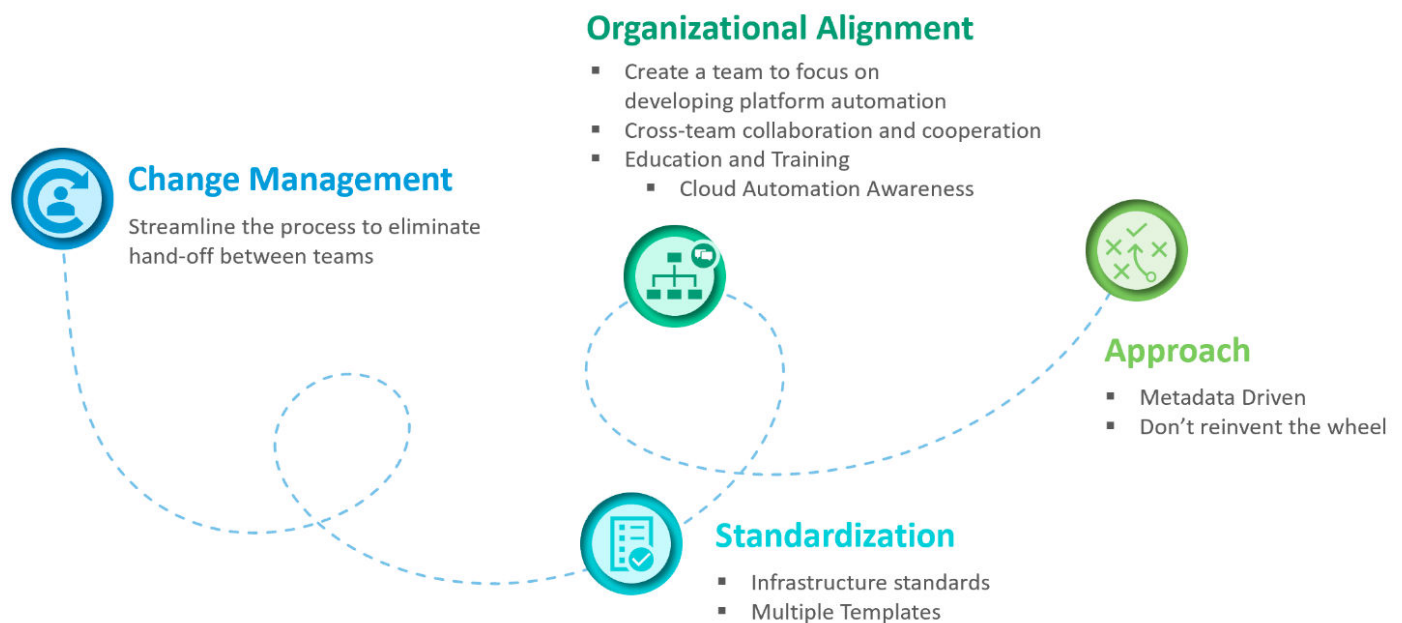 Organizational Alignment
▪ Create a team to focus on
developing platform automation
▪ Cross-team collaboration and cooperation
▪ Education and Training
▪ Cloud Automation Awareness
Change Management
Streamline the process to eliminate
hand-off between teams
Approach
▪ Metadata Driven
▪ Don’t reinvent the wheel
Standardization
▪ Infrastructure standards
▪ Multiple Templates